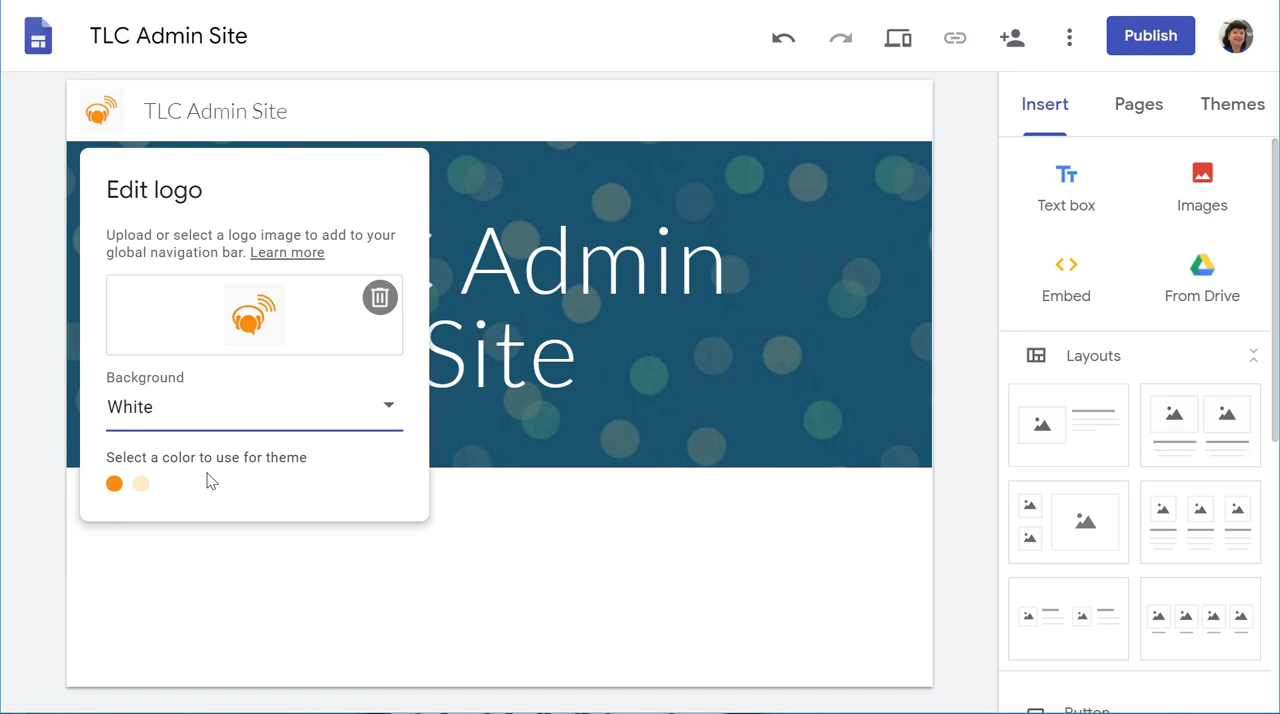 TLC Admin Site
Publish
TLC Admin Site
Insert
Pages
Themes
Edit logo
Upload or select a logo image to add to your
global navigation bar. Learn more
Background
White
Select a color to use for theme
Admin
Site
Text box
Images
Embed
From Drive
Layouts
Button